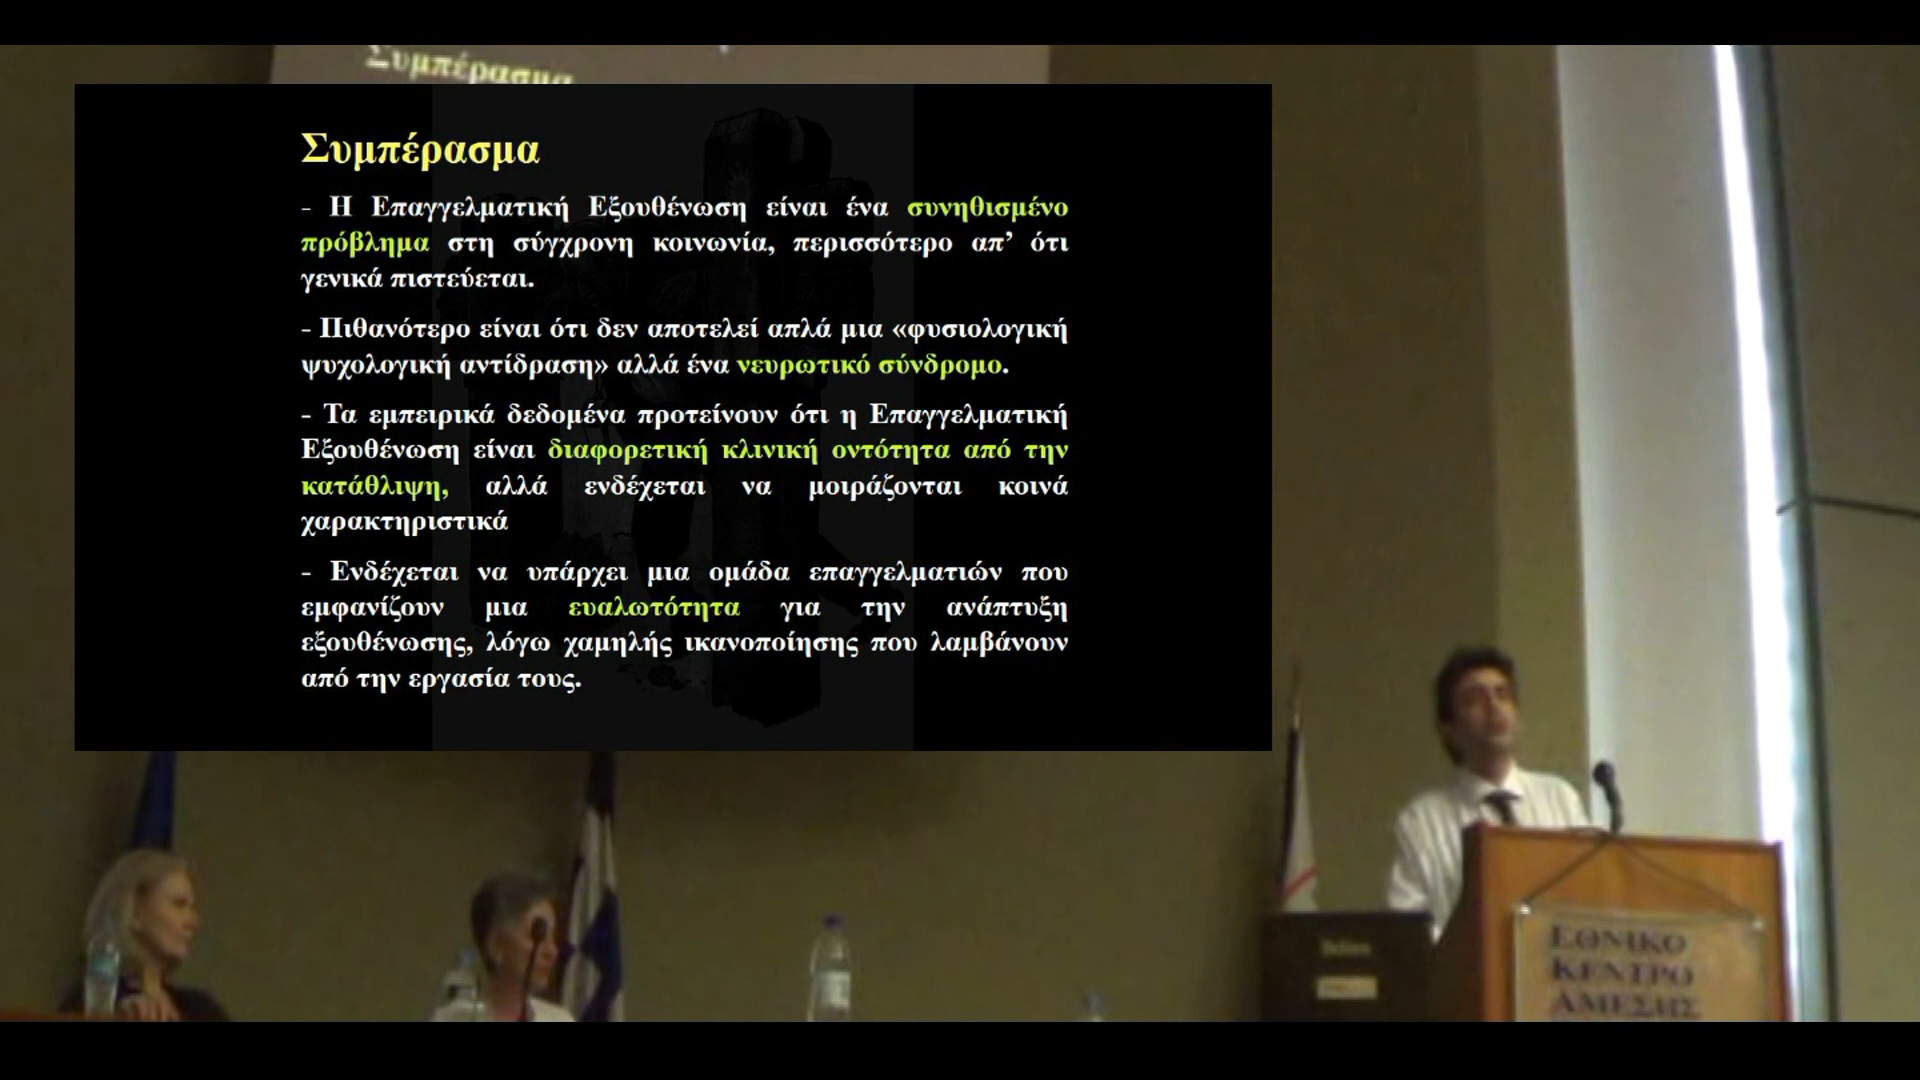 Συμπέρασμα
Συμπέρασμα
- Η Επαγγελματική Εξουθένωση είναι ένα συνηθισμένο
πρόβλημα στη σύγχρονη κοινωνία, περισσότερο απ’ ότι
γενικά πιστεύεται.
- Πιθανότερο είναι ότι δεν αποτελεί απλά μια «φυσιολογική
ψυχολογική αντίδραση» αλλά ένα νευρωτικό σύνδρομο.
- Τα εμπειρικά δεδομένα προτείνουν ότι η Επαγγελματική
Εξουθένωση είναι διαφορετική κλινική οντότητα από την
κατάθλιψη, αλλά ενδέχεται να μοιράζονται κοινά
χαρακτηριστικά
- Ενδέχεται να υπάρχει μια ομάδα επαγγελματιών που
εμφανίζουν μια ευαλωτότητα για την ανάπτυξη
εξουθένωσης, λόγω χαμηλής ικανοποίησης που λαμβάνουν
από την εργασία τους.
ΕΘΝΙΚΟ
ΚΕΝΤΡΟ
ΑΜΕΣΗΣ